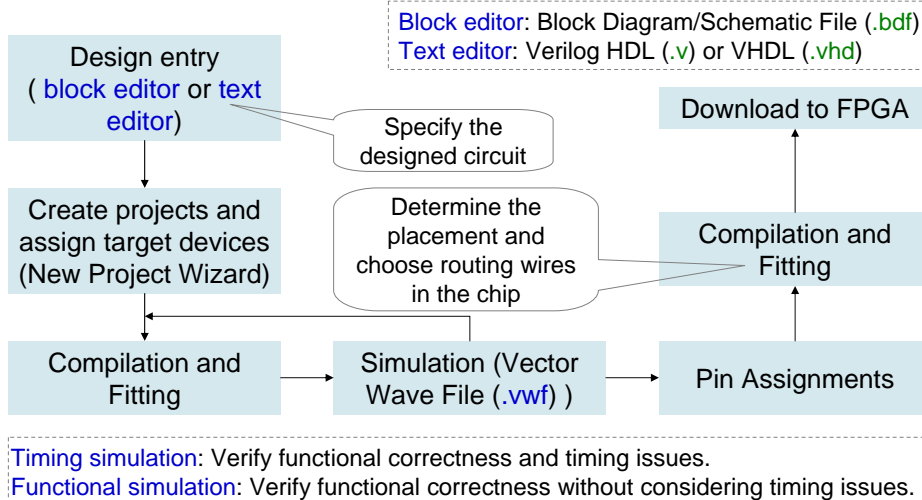 Block editor: Block Diagram/Schematic File (.bdf)
Text editor: Verilog HDL (.v) or VHDL (.vhd)
Design entry
( block editor or text
editor)
Specify the
designed circuit
Download to FPGA
Create projects and
assign target devices
(New Project Wizard)
Determine the
placement and
choose routing wires
in the chip
Compilation and
Fitting
Compilation and
Fitting
Simulation (Vector
Wave File (.vwf) )
Pin Assignments
Timing simulation: Verify functional correctness and timing issues.
Functional simulation: Verify functional correctness without considering timing issues.